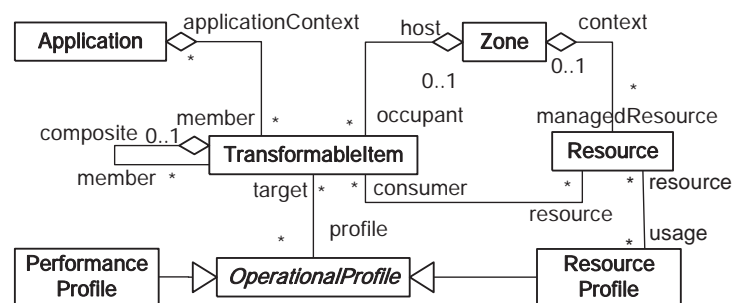 applicationContext
Application
*
host
Zone
context
0..1
0..1
*
member
*
*
occupant
managedResource
composite
0..1
TransformableItem
Resource
member
*
target
*
*
consumer
*
*
resource
resource
profile
usage
*
*
Performance
Profile
OperationalProfile
Resource
Profile